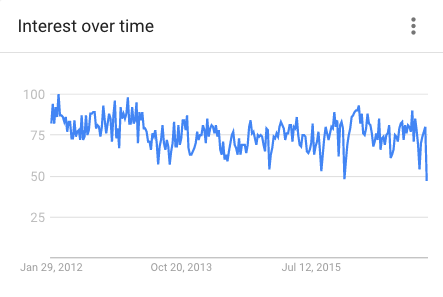 Interest over time
100
75
50
25
Jan 29, 2012
Oct 20, 2013
Jul 12, 2015